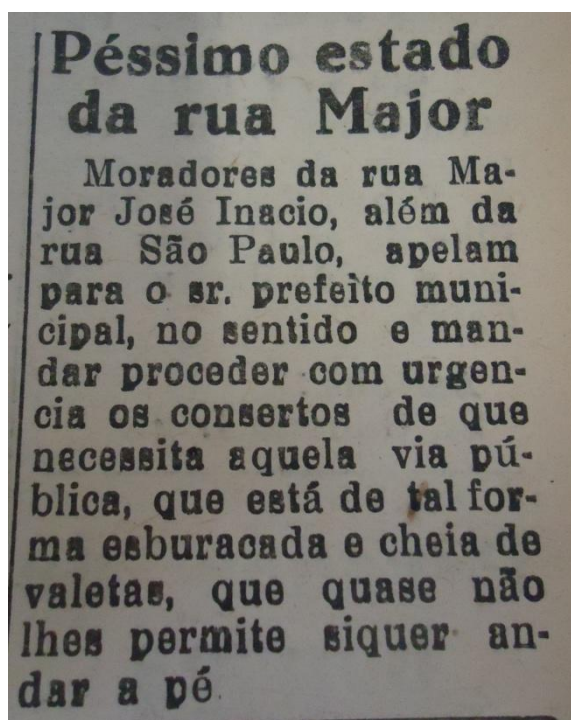 Péssimo estado
da rua Major
Moradores da rua Ma-
jor José Inacio, além da
rua São Paulo, apelam
para o sr. prefeito muni-
cipal, no sentido e man-
dar proceder com urgen-
cia os consertos de que
necessita aquela via pú-
blica, que está de tal for-
ma esburacada e cheia de
valetas, que quase não
lhes permite siquer an-
dar a pé.